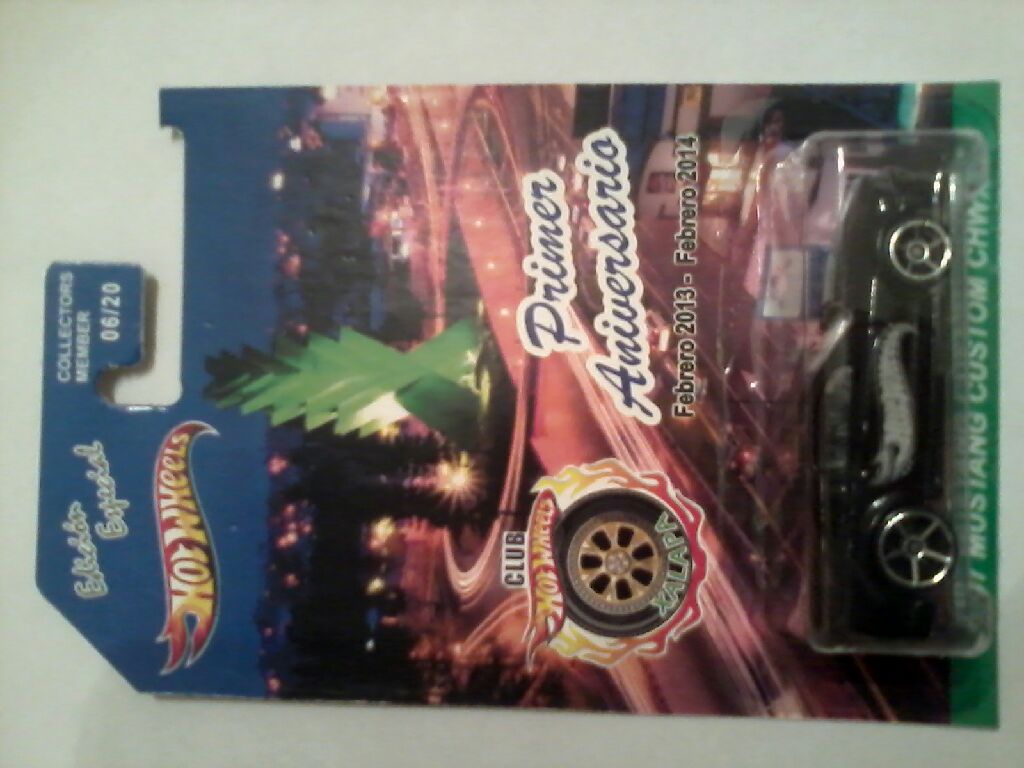 Edición
Especial
COLLECTORS
MEMBER
06/20
HOT WHEELS
Primer
Aniversario
Febrero 2013 - Febrero 2014
CLUB
HOT WHEELS
XALAPA
MUSTANG CUSTOM CHWX